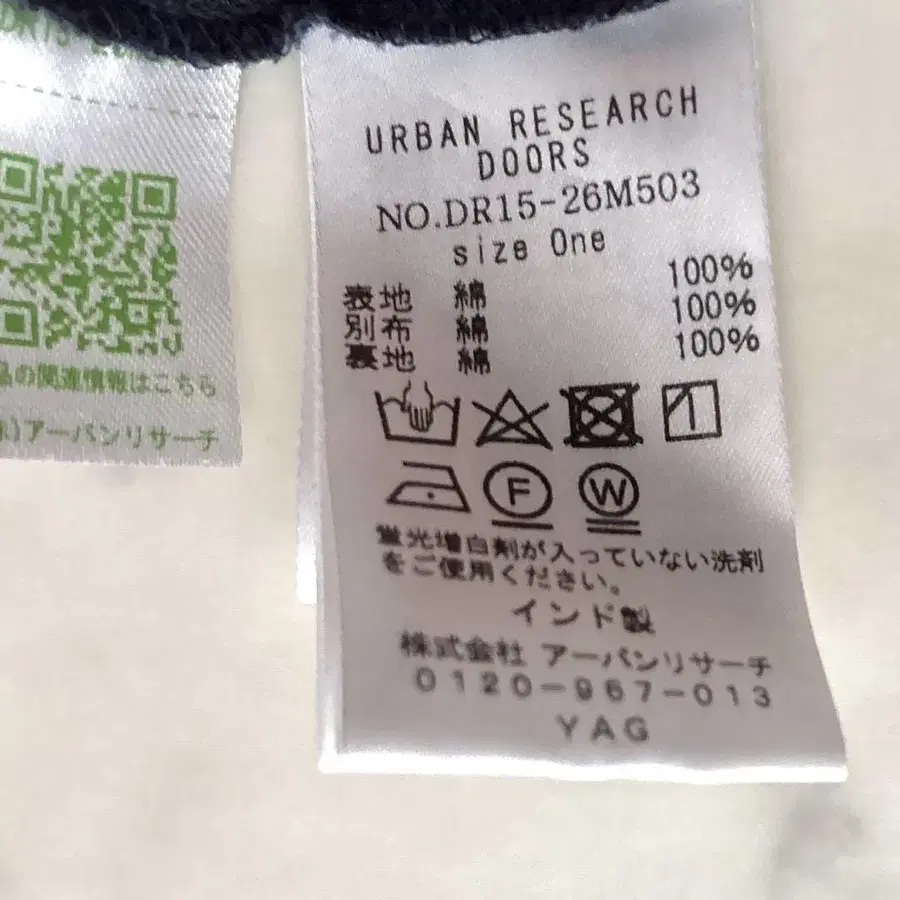 品の関連情報はこちら
㈱アーバンリサーチ
URBAN RESEARCH
DOORS
NO.DR15-26M503
size One
表地 綿 100%
別布 綿 100%
裏地 綿 100%
F W
蛍光増白剤が入っていない洗剤
をご使用ください。
インド製
株式会社 アーバンリサーチ
0120-967-013
YAG